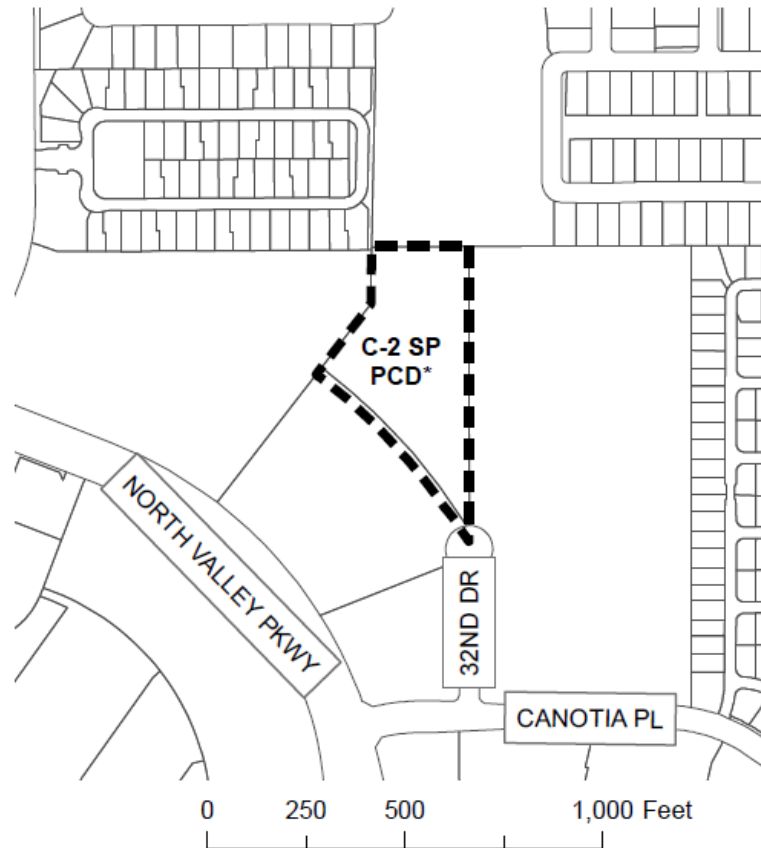 C-2 SP
PCD*
NORTH VALLEY PKWY
32ND DR
CANOTIA PL
0 250 500 1,000 Feet